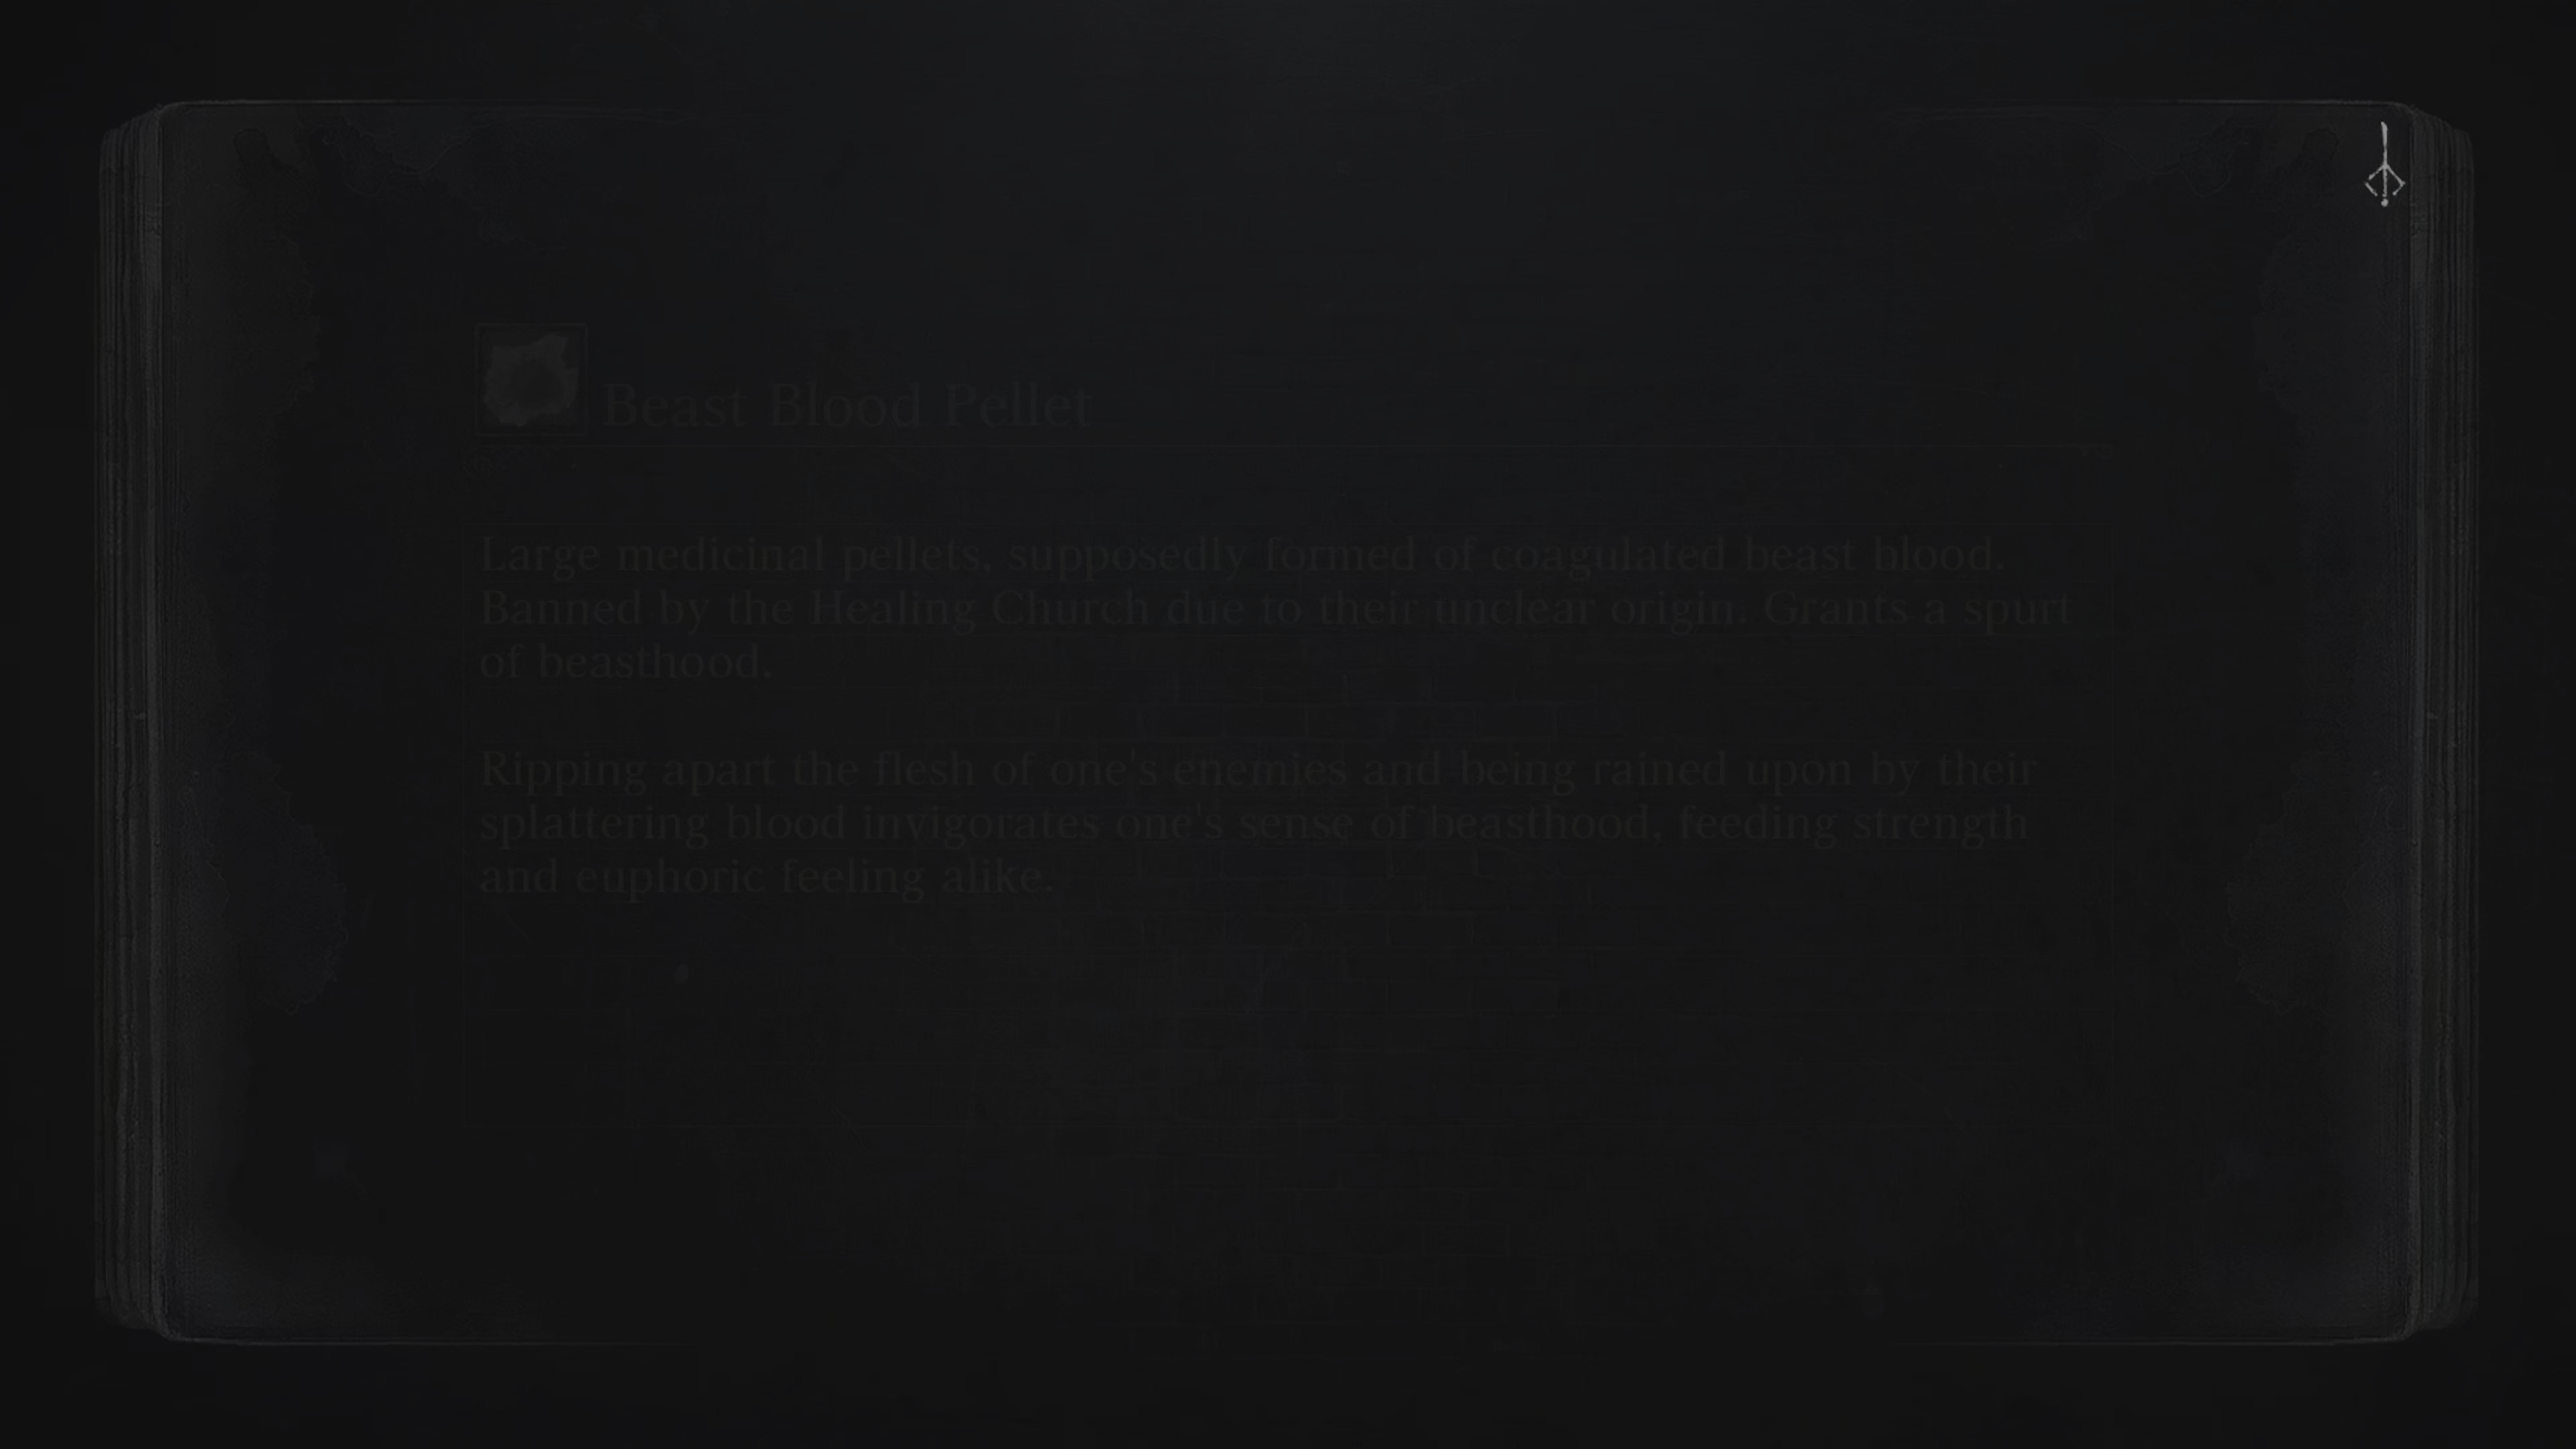 Beast Blood Pellet
Large medicinal pellets, supposedly formed of coagulated beast blood.
Banned by the Healing Church due to their unclear origin. Grants a spurt
of beasthood.
Ripping apart the flesh of one's enemies and being rained upon by their
splattering blood invigorates one's sense of beasthood, feeding strength
and euphoric feeling alike.